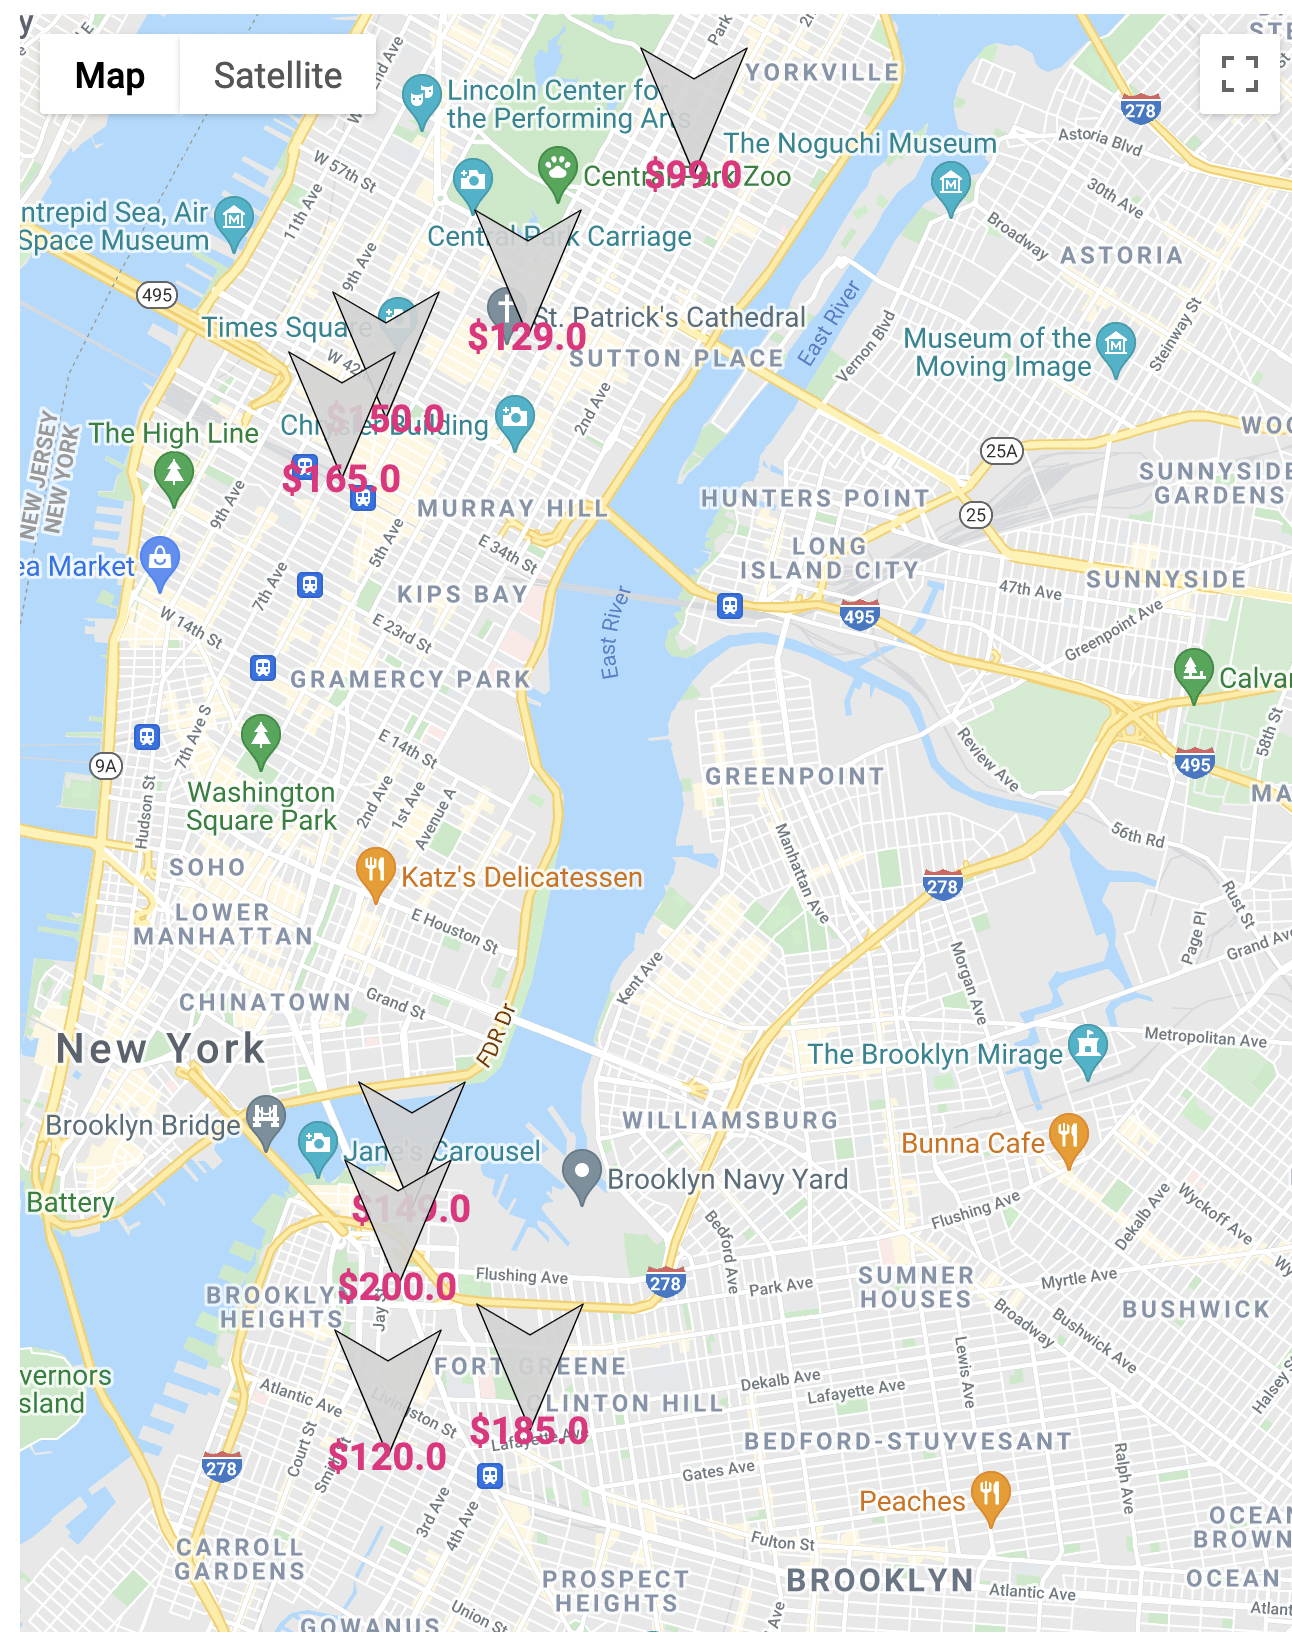 Map
Satellite
YORKVILLE
Park
278
Lincoln Center for
the Performing Arts
Astoria Blvd
The Noguchi Museum
W 57th St
$99.0
Central Park Zoo
30th Ave
11th Ave
ntrepid Sea, Air
Space Museum
Broadway
Central Park Carriage
ASTORIA
9th Ave
495
East River
St. Patrick's Cathedral
Times Square
$129.0
Vernon Blvd
Steinway St
Museum of the
Moving Image
SUTTON PLACE
W 42
2nd Ave
$150.0
Chrysler Building
The High Line
NEW JERSEY
NEW YORK
WOO
25A
$165.0
SUNNYSIDE
GARDENS
9th Ave
MURRAY HILL
HUNTERS POINT
25
5th Ave
E 34th St
LONG
ISLAND CITY
ea Market
7th Ave
KIPS BAY
47th Ave
SUNNYSIDE
East River
495
Greenpoint Ave
W 14th St
E 23rd St
GRAMERCY PARK
Calvar
7th Ave S
E 14th St
58th St
9A
Review Ave
495
GREENPOINT
Washington
Square Park
Hudson St
2nd Ave
1st Ave
Avenue A
MA
56th Rd
SOHO
Manhattan Ave
Katz's Delicatessen
278
LOWER
MANHATTAN
E Houston St
Rust St
Page Pl
Grand Ave
Kent Ave
Morgan Ave
CHINATOWN
Grand St
FDR Dr
New York
Metropolitan Ave
The Brooklyn Mirage
Brooklyn Bridge
WILLIAMSBURG
Jane's Carousel
Bunna Cafe
Brooklyn Navy Yard
Battery
$149.0
Flushing Ave
Dekalb Ave
Wyckoff Ave
Bedford Ave
$200.0
Flushing Ave
278
Park Ave
SUMNER
HOUSES
Myrtle Ave
BROOKLYN
HEIGHTS
Jay St
BUSHWICK
Broadway
Bushwick Ave
vernors
sland
FORT GREENE
Lewis Ave
Dekalb Ave
Lafayette Ave
Halsey S
Atlantic Ave
Livingston St
CLINTON HILL
$185.0
Lafayette Ave
Court St
Smith St
$120.0
BEDFORD-STUYVESANT
278
Gates Ave
Ralph Ave
Peaches
3rd Ave
4th Ave
OCEAN
BROWN
Fulton St
CARROLL
GARDENS
PROSPECT
HEIGHTS
BROOKLYN
Atlantic Ave
OCEAN
Union St
Atlant
GOWANUS